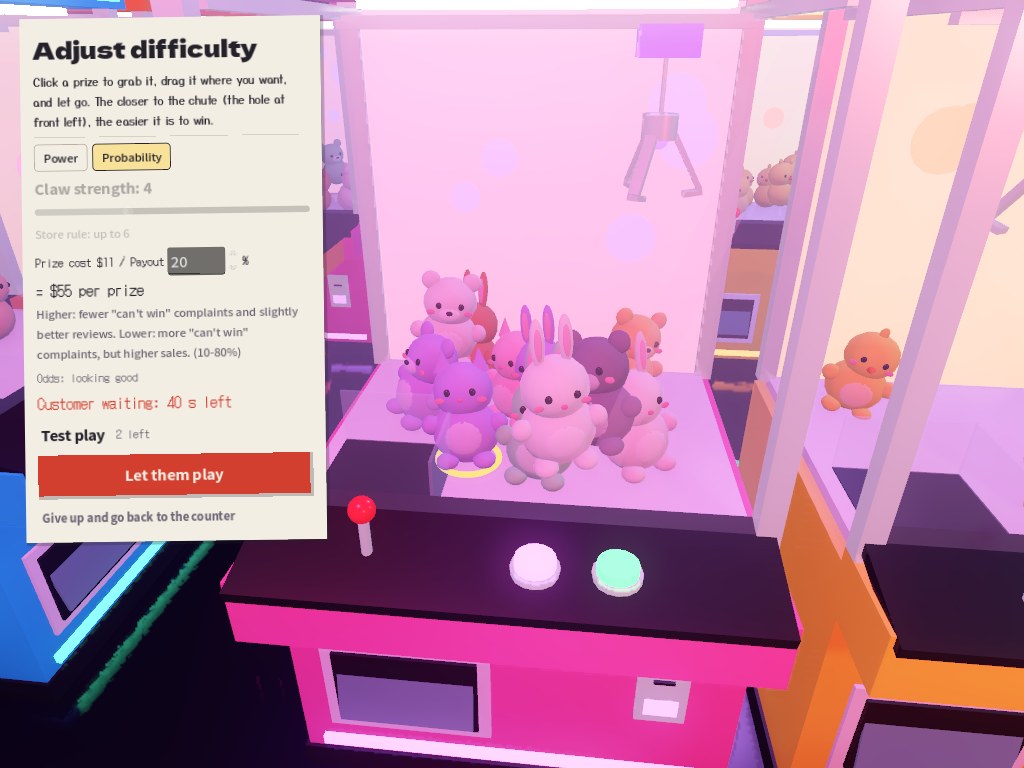 Adjust difficulty
Click a prize to grab it, drag it where you want,
and let go. The closer to the chute (the hole at
front left), the easier it is to win.
Power
Probability
Claw strength: 4
Store rule: up to 6
Prize cost $11 / Payout 20 %
= $55 per prize
Higher: fewer "can't win" complaints and slightly
better reviews. Lower: more "can't win"
complaints, but higher sales. (10-80%)
Odds: looking good
Customer waiting: 40 s left
Test play 2 left
Let them play
Give up and go back to the counter